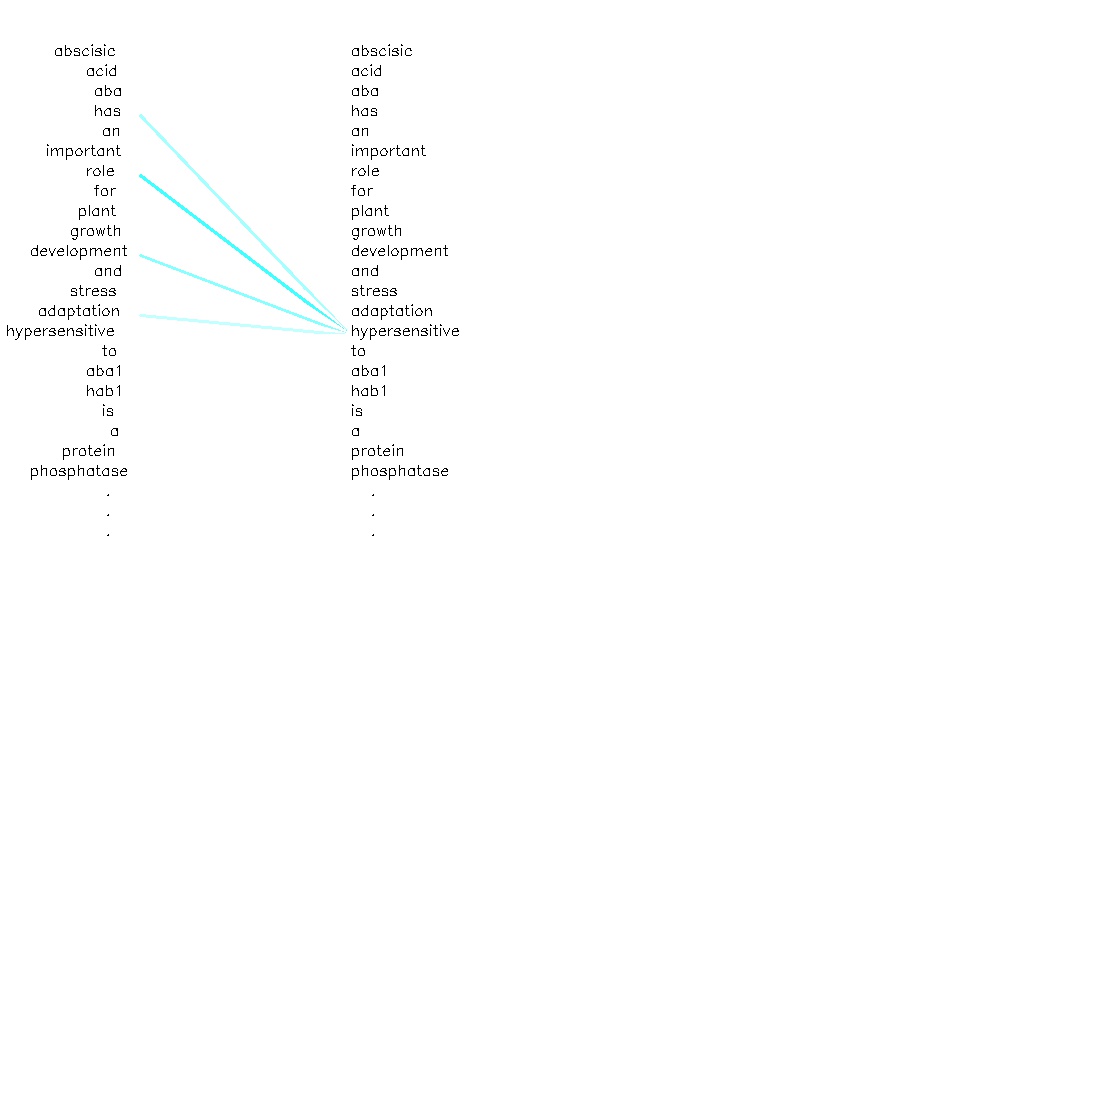 abscisic abscisic
acid acid
aba aba
has has
an an
important important
role role
for for
plant plant
growth growth
development development
and and
stress stress
adaptation adaptation
hypersensitive hypersensitive
to to
aba1 aba1
hab1 hab1
is is
a a
protein protein
phosphatase phosphatase
. .
. .
. .